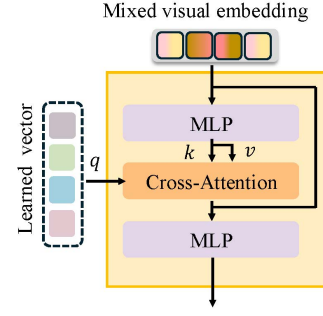 Mixed visual embedding
MLP
k
v
Learned vector
q
Cross-Attention
MLP